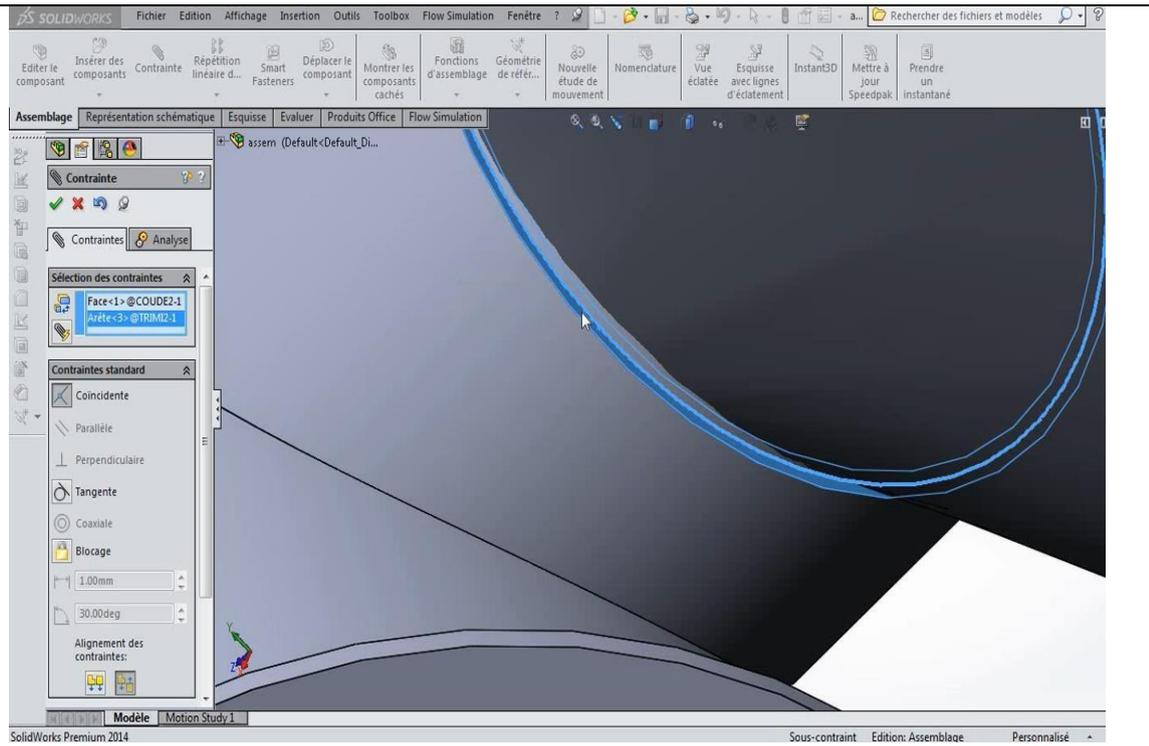 SOLIDWORKS Fichier Edition Affichage Insertion Outils Toolbox Flow Simulation Fenêtre ? a... Rechercher des fichiers et modèles ?
Editer le composant
Insérer des composants
Contrainte
Répétition linéaire d...
Smart Fasteners
Déplacer le composant
Montrer les composants cachés
Fonctions d'assemblage
Géométrie de référ...
Nouvelle étude de mouvement
Nomenclature
Vue éclatée
Esquisse avec lignes d'éclatement
Instant3D
Mettre à jour Speedpak
Prendre un instantané
Assemblage Représentation schématique Esquisse Evaluer Produits Office Flow Simulation
assem (Default<Default_Di...
Contrainte ? ?
Contraintes Analyse
Sélection des contraintes
Face<1>@COUDE2-1
Arête<3>@TRIMI2-1
Contraintes standard
Coïncidente
Parallèle
Perpendiculaire
Tangente
Coaxiale
Blocage
1.00mm
30.00deg
Alignement des
contraintes:
Y
Z
Modèle Motion Study 1
SolidWorks Premium 2014 Sous-contraint Edition: Assemblage Personnalisé